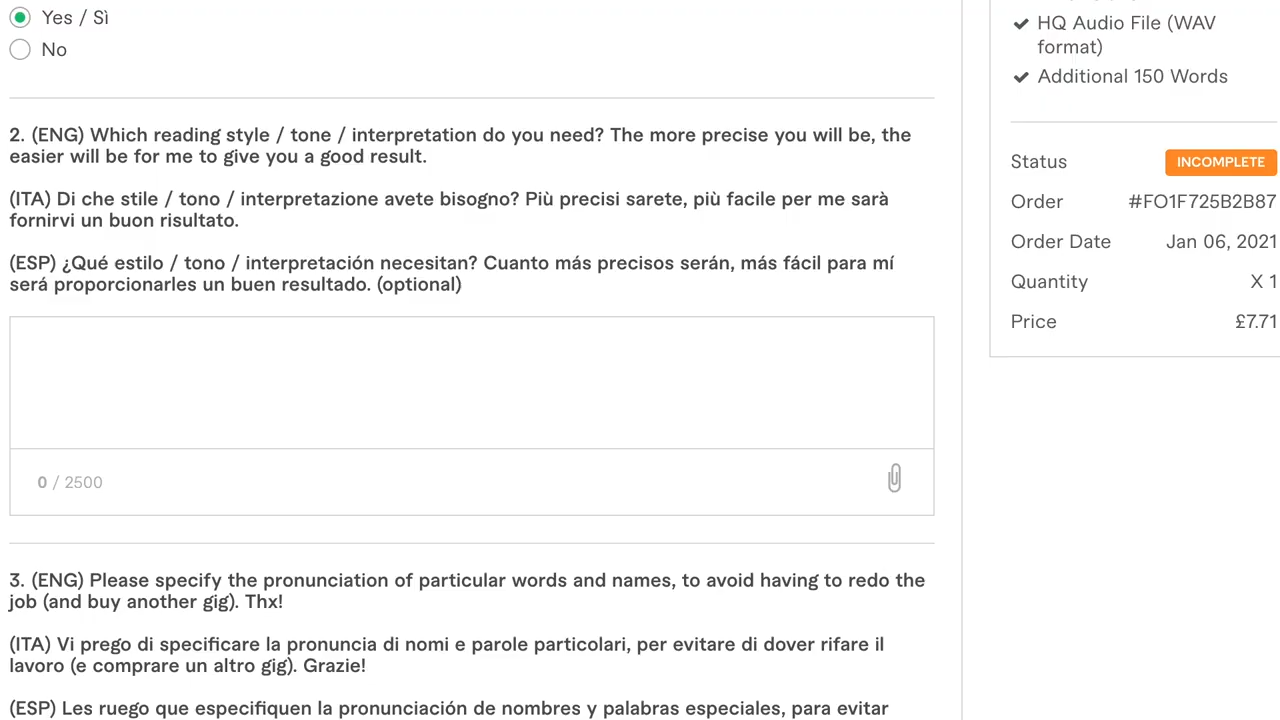 Yes / Sì
No
2. (ENG) Which reading style / tone / interpretation do you need? The more precise you will be, the
easier will be for me to give you a good result.
(ITA) Di che stile / tono / interpretazione avete bisogno? Più precisi sarete, più facile per me sarà
fornirvi un buon risultato.
(ESP) ¿Qué estilo / tono / interpretación necesitan? Cuanto más precisos serán, más fácil para mí
será proporcionarles un buen resultado. (optional)
0 / 2500
3. (ENG) Please specify the pronunciation of particular words and names, to avoid having to redo the
job (and buy another gig). Thx!
(ITA) Vi prego di specificare la pronuncia di nomi e parole particolari, per evitare di dover rifare il
lavoro (e comprare un altro gig). Grazie!
(ESP) Les ruego que especifiquen la pronunciación de nombres y palabras especiales, para evitar
HQ Audio File (WAV
format)
Additional 150 Words
Status INCOMPLETE
Order #FO1F725B2B87
Order Date Jan 06, 2021
Quantity X 1
Price £7.71